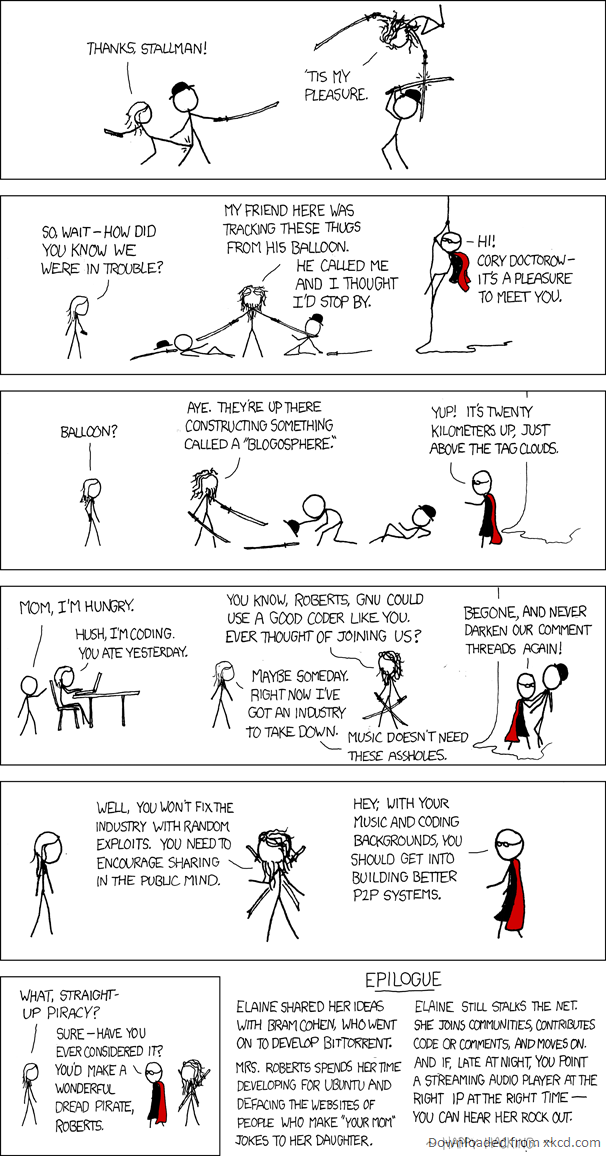 THANKS, STALLMAN!
'TIS MY
PLEASURE.
SO, WAIT — HOW DID
YOU KNOW WE
WERE IN TROUBLE?
MY FRIEND HERE WAS
TRACKING THESE THUGS
FROM HIS BALLOON.
HE CALLED ME
AND I THOUGHT
I'D STOP BY.
HI!
CORY DOCTOROW —
IT'S A PLEASURE
TO MEET YOU.
BALLOON?
AYE. THEY'RE UP THERE
CONSTRUCTING SOMETHING
CALLED A "BLOGOSPHERE."
YUP! IT'S TWENTY
KILOMETERS UP, JUST
ABOVE THE TAG CLOUDS.
MOM, I'M HUNGRY.
HUSH, I'M CODING.
YOU ATE YESTERDAY.
YOU KNOW, ROBERTS, GNU COULD
USE A GOOD CODER LIKE YOU.
EVER THOUGHT OF JOINING US?
MAYBE SOMEDAY.
RIGHT NOW I'VE
GOT AN INDUSTRY
TO TAKE DOWN.
MUSIC DOESN'T NEED
THESE ASSHOLES.
BEGONE, AND NEVER
DARKEN OUR COMMENT
THREADS AGAIN!
WELL, YOU WON'T FIX THE
INDUSTRY WITH RANDOM
EXPLOITS. YOU NEED TO
ENCOURAGE SHARING
IN THE PUBLIC MIND.
HEY, WITH YOUR
MUSIC AND CODING
BACKGROUNDS, YOU
SHOULD GET INTO
BUILDING BETTER
P2P SYSTEMS.
WHAT, STRAIGHT-
UP PIRACY?
SURE — HAVE YOU
EVER CONSIDERED IT?
YOU'D MAKE A
WONDERFUL
DREAD PIRATE,
ROBERTS.
EPILOGUE
ELAINE SHARED HER IDEAS
WITH BRAM COHEN, WHO WENT
ON TO DEVELOP BITTORRENT.
MRS. ROBERTS SPENDS HER TIME
DEVELOPING FOR UBUNTU AND
DEFACING THE WEBSITES OF
PEOPLE WHO MAKE "YOUR MOM"
JOKES TO HER DAUGHTER.
ELAINE STILL STALKS THE NET.
SHE JOINS COMMUNITIES, CONTRIBUTES
CODE OR COMMENTS, AND MOVES ON.
AND IF, LATE AT NIGHT, YOU POINT
A STREAMING AUDIO PLAYER AT THE
RIGHT IP AT THE RIGHT TIME —
YOU CAN HEAR HER ROCK OUT.
Downloaded from xkcd.com